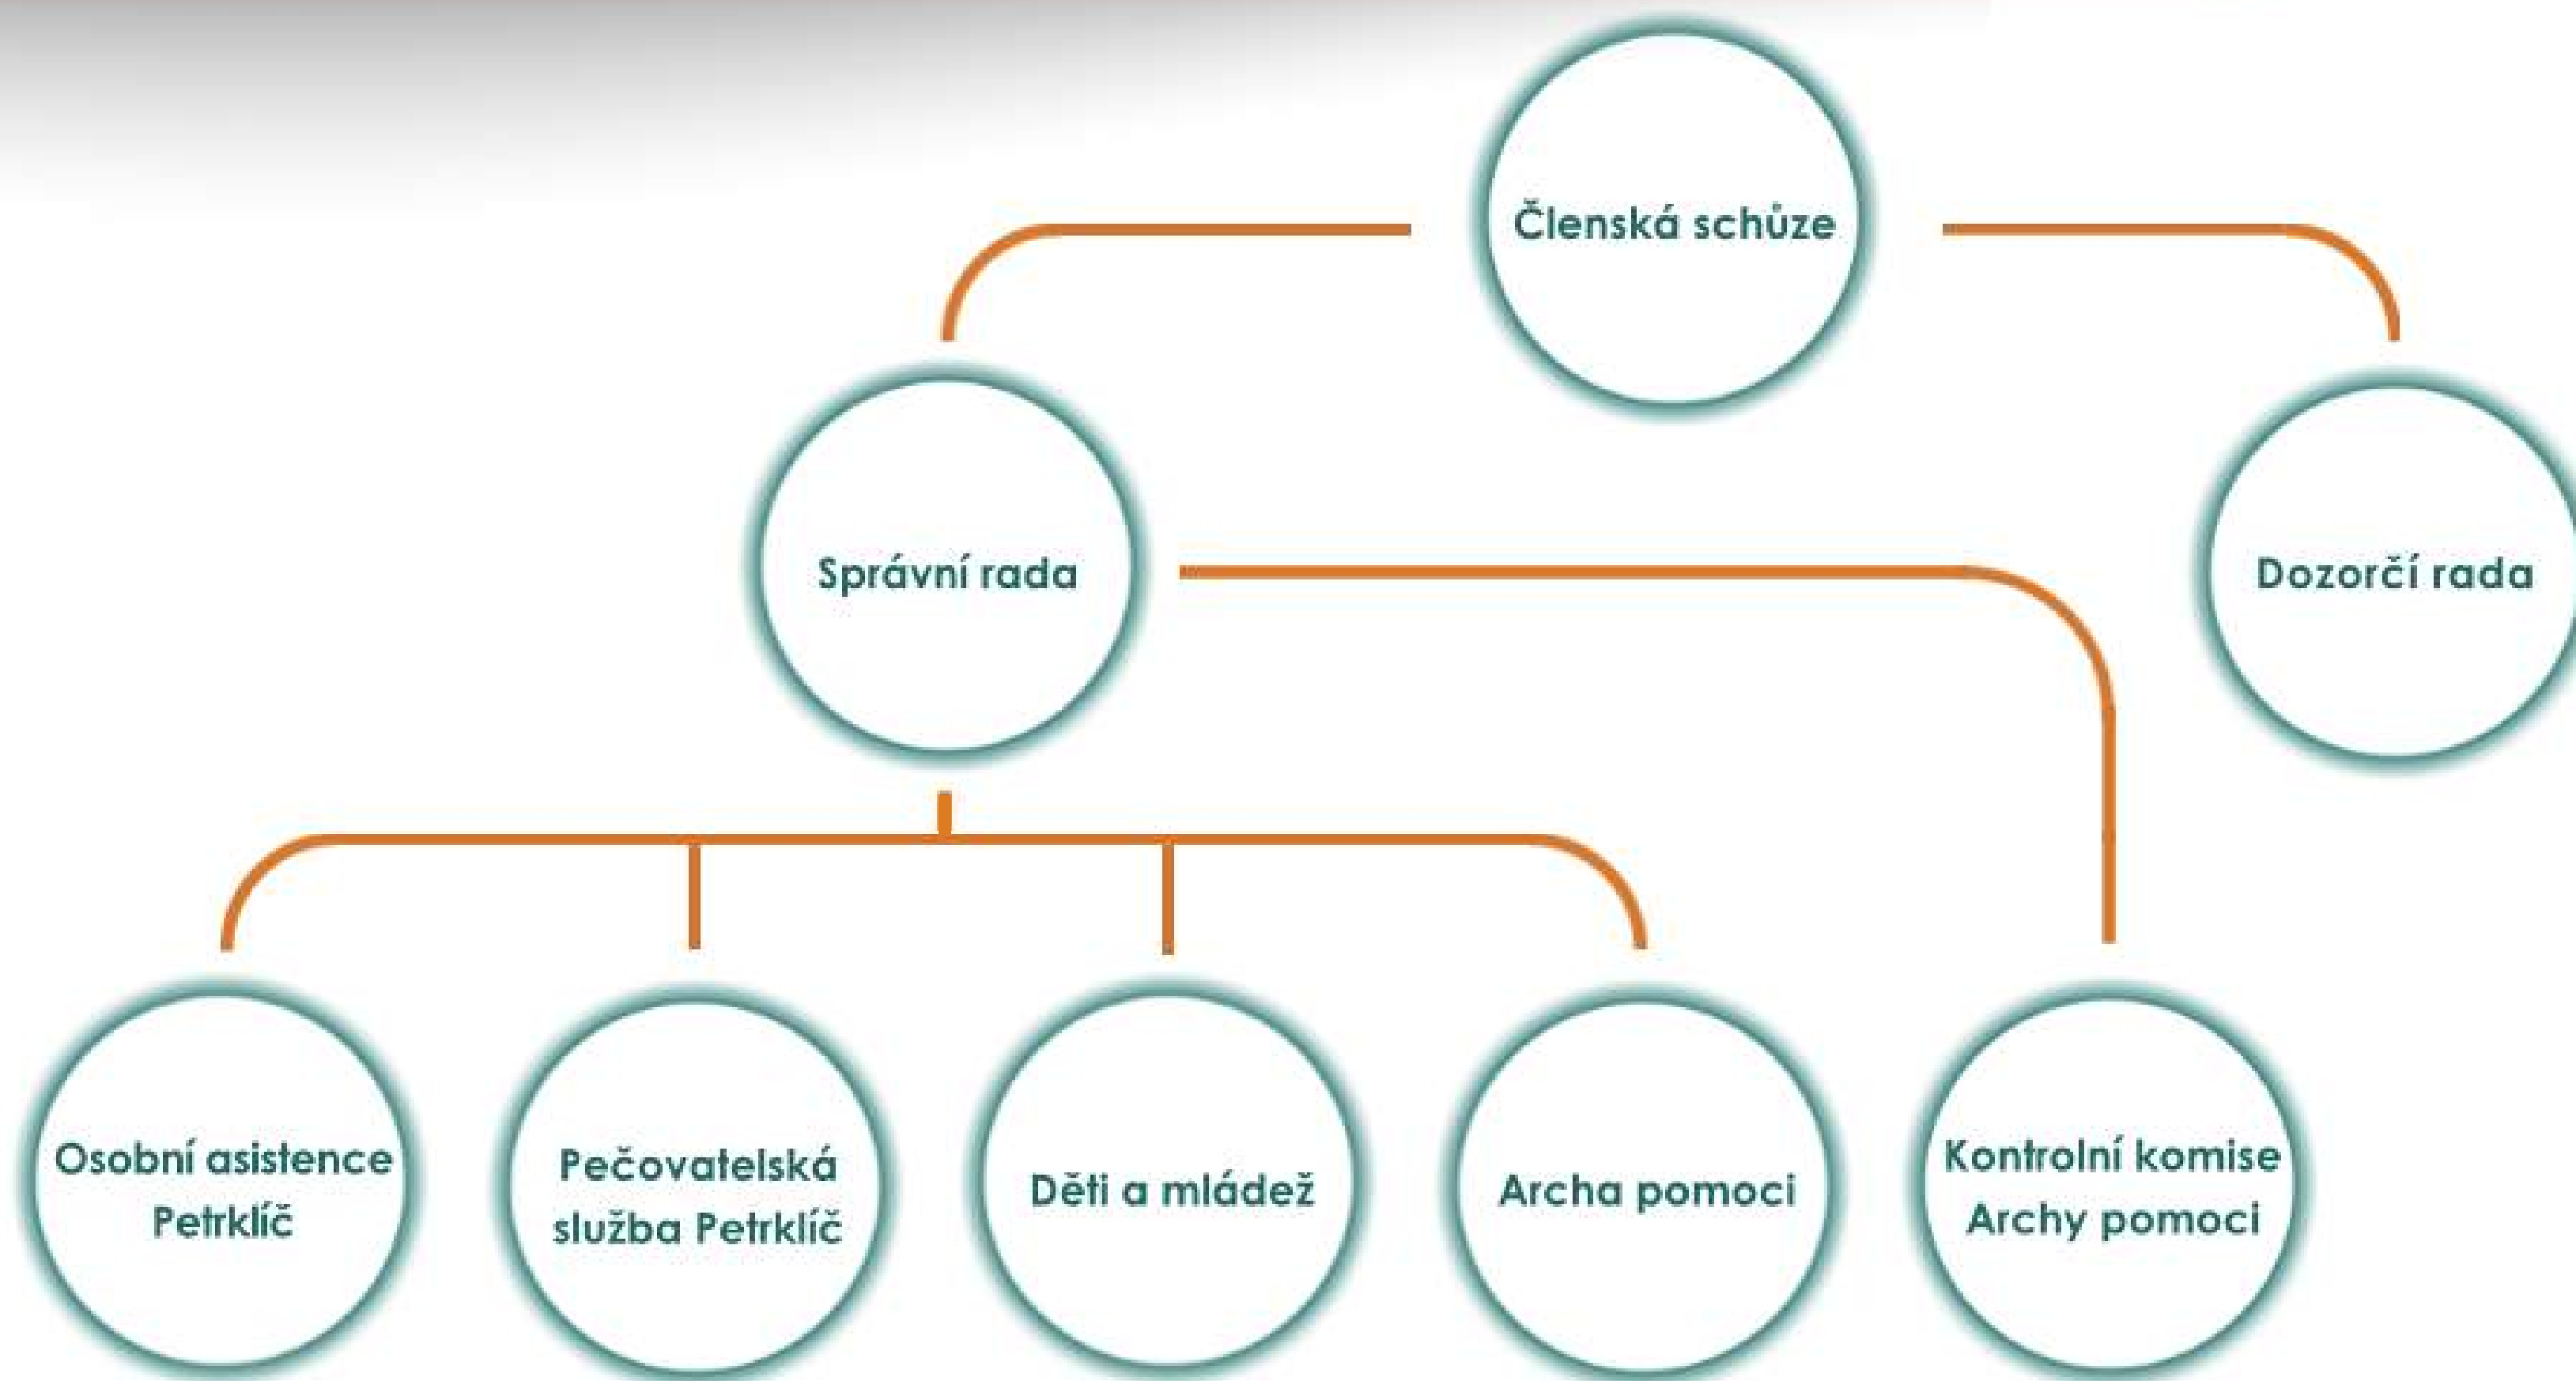 Členská schůze
Správní rada
Dozorčí rada
Osobní asistence
Petrklíč
Pečovatelská
služba Petrklíč
Děti a mládež
Archa pomoci
Kontrolní komise
Archy pomoci